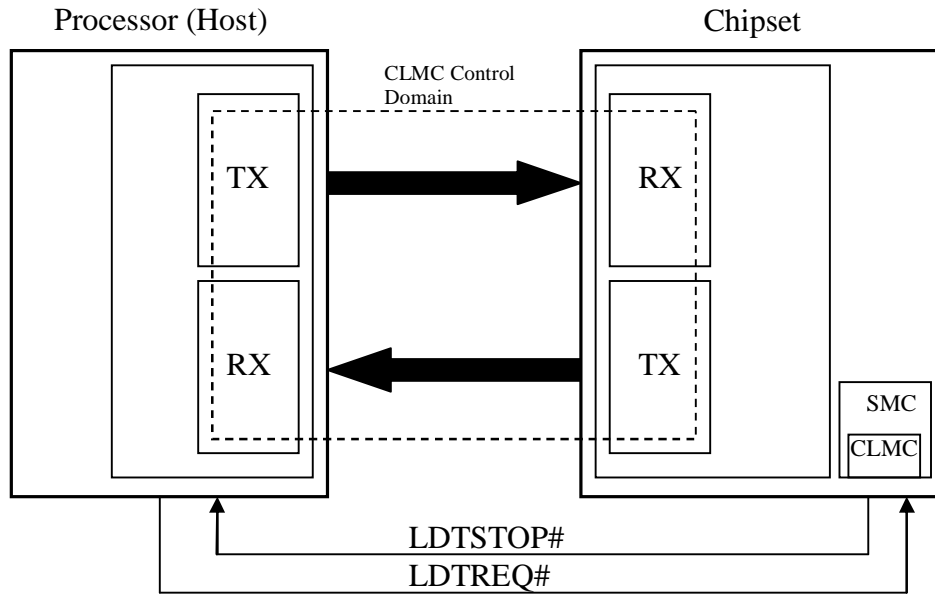 Processor (Host)
Chipset
CLMC Control
Domain
TX
RX
RX
TX
SMC
CLMC
LDTSTOP#
LDTREQ#